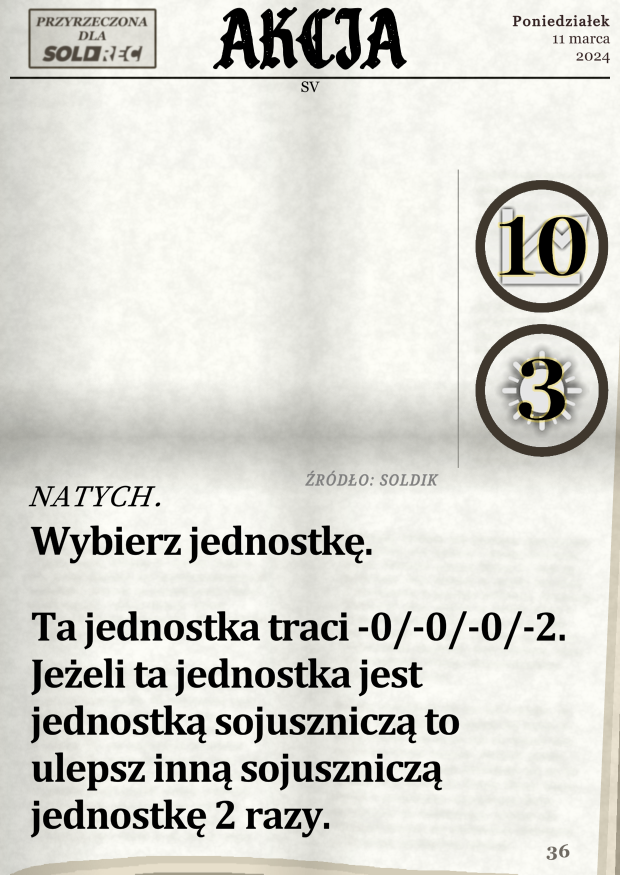 PRZYRZECZONA
DLA
SOLDREC
AKCJA
Poniedziałek
11 marca
2024
SV
10
3
ŹRÓDŁO: SOLDIK
NATYCH.
Wybierz jednostkę.
Ta jednostka traci -0/-0/-0/-2.
Jeżeli ta jednostka jest
jednostką sojuszniczą to
ulepsz inną sojuszniczą
jednostkę 2 razy.
36